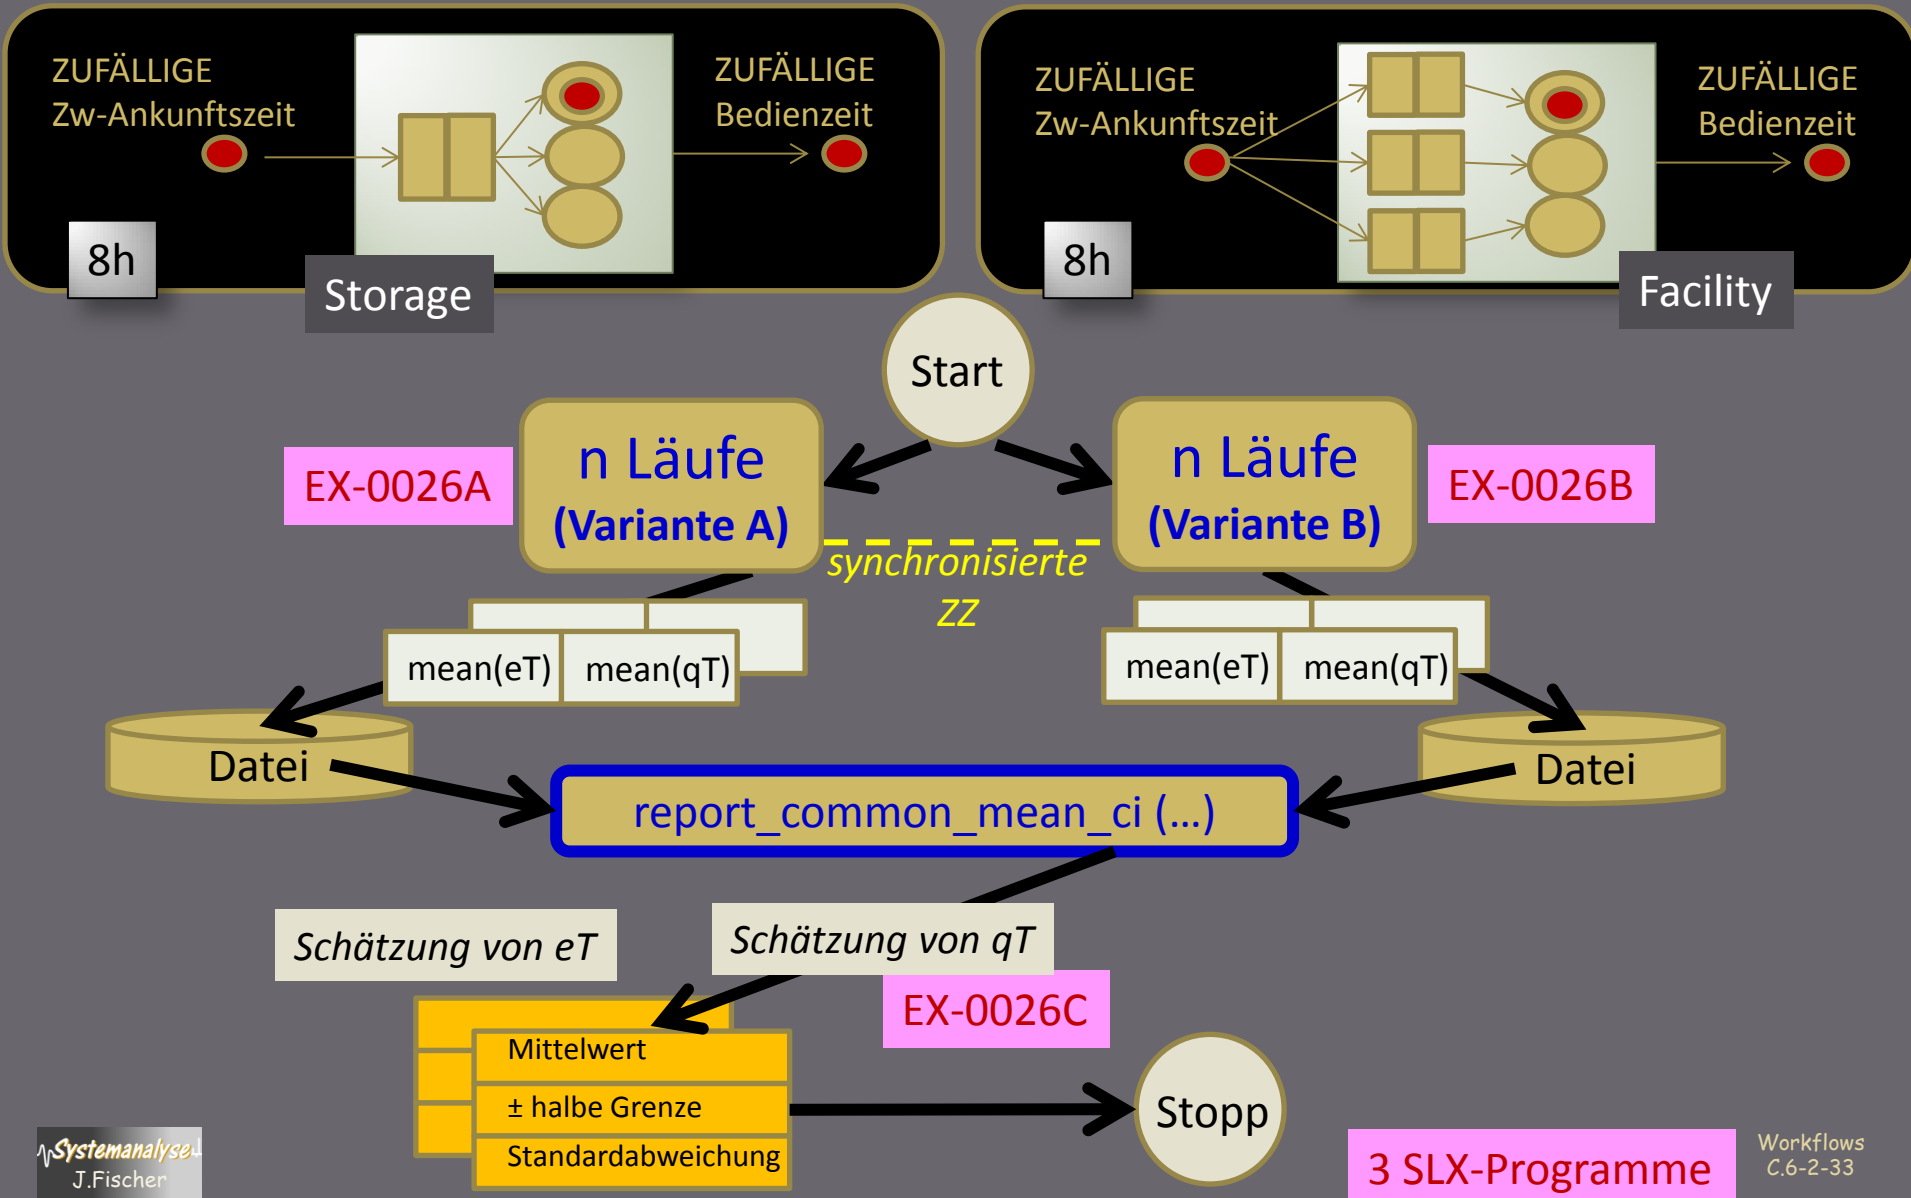 ZUFÄLLIGE
Zw-Ankunftszeit
ZUFÄLLIGE
Bedienzeit
8h
Storage
ZUFÄLLIGE
Zw-Ankunftszeit
ZUFÄLLIGE
Bedienzeit
8h
Facility
Start
EX-0026A
n Läufe
(Variante A)
n Läufe
(Variante B)
EX-0026B
synchronisierte
ZZ
mean(eT)
mean(qT)
mean(eT)
mean(qT)
Datei
Datei
report_common_mean_ci (...)
Schätzung von eT
Schätzung von qT
EX-0026C
Mittelwert
± halbe Grenze
Standardabweichung
Stopp
Systemanalyse
J.Fischer
3 SLX-Programme
Workflows
C.6-2-33